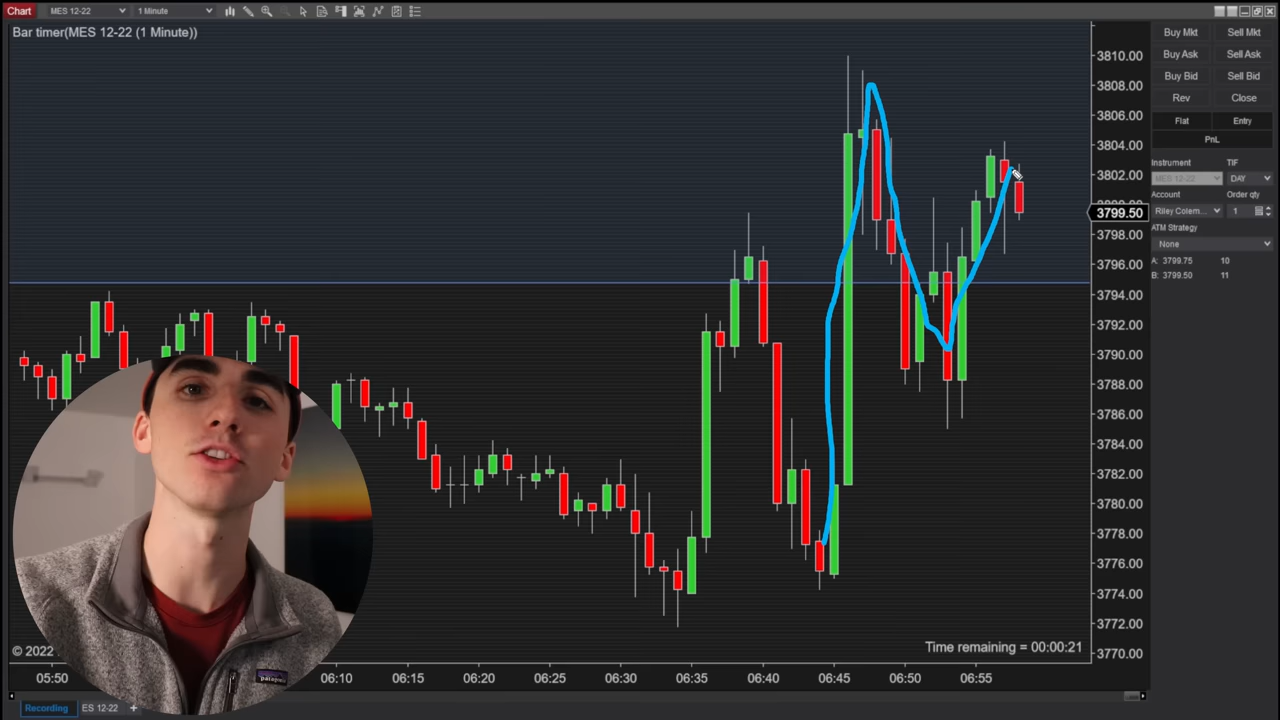 Chart MES 12-22 1 Minute
Bar timer(MES 12-22 (1 Minute))
3810.00
3808.00
3806.00
3804.00
3802.00
3799.50
3798.00
3796.00
3794.00
3792.00
3790.00
3788.00
3786.00
3784.00
3782.00
3780.00
3778.00
3776.00
3774.00
3772.00
3770.00
Buy Mkt Sell Mkt
Buy Ask Sell Ask
Buy Bid Sell Bid
Rev Close
Flat Entry
PnL
Instrument TIF
MES 12-22 DAY
Account Order qty
Riley Colem... 1
ATM Strategy
None
A: 3799.75 10
B: 3799.50 11
© 2022
Time remaining = 00:00:21
05:50 06:10 06:15 06:20 06:25 06:30 06:35 06:40 06:45 06:50 06:55
Recording ES 12-22 +
patagonia